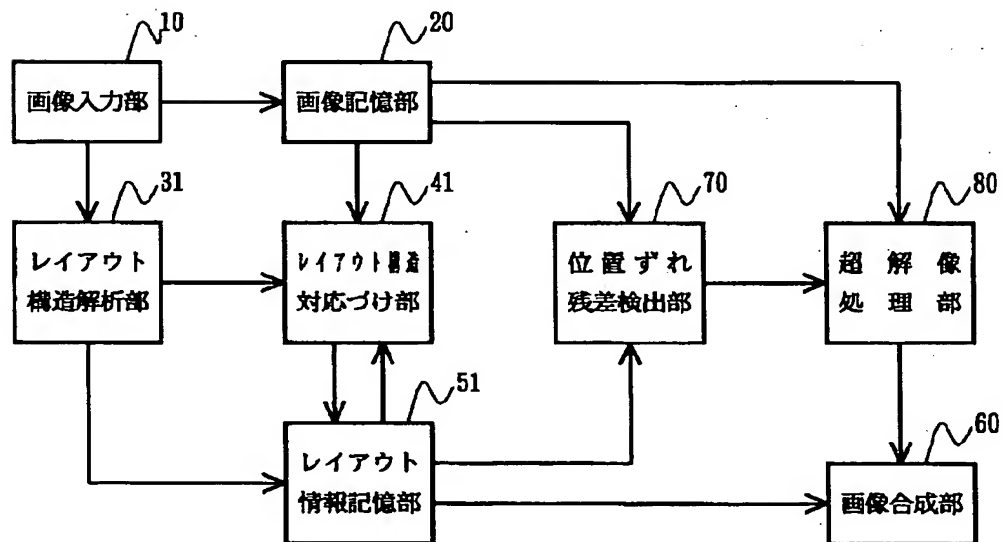 10
20
画像入力部
画像記憶部
31
41
70
80
レイアウト
構造解析部
レイアウト構造
対応づけ部
位置ずれ
残差検出部
超解像
処理部
51
60
レイアウト
情報記憶部
画像合成部